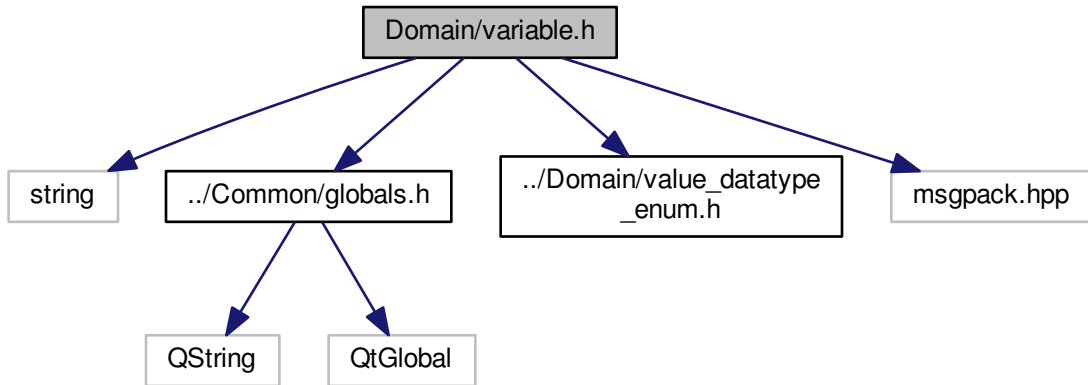 Domain/variable.h
string
../Common/globals.h
../Domain/value_datatype
_enum.h
msgpack.hpp
QString
QtGlobal